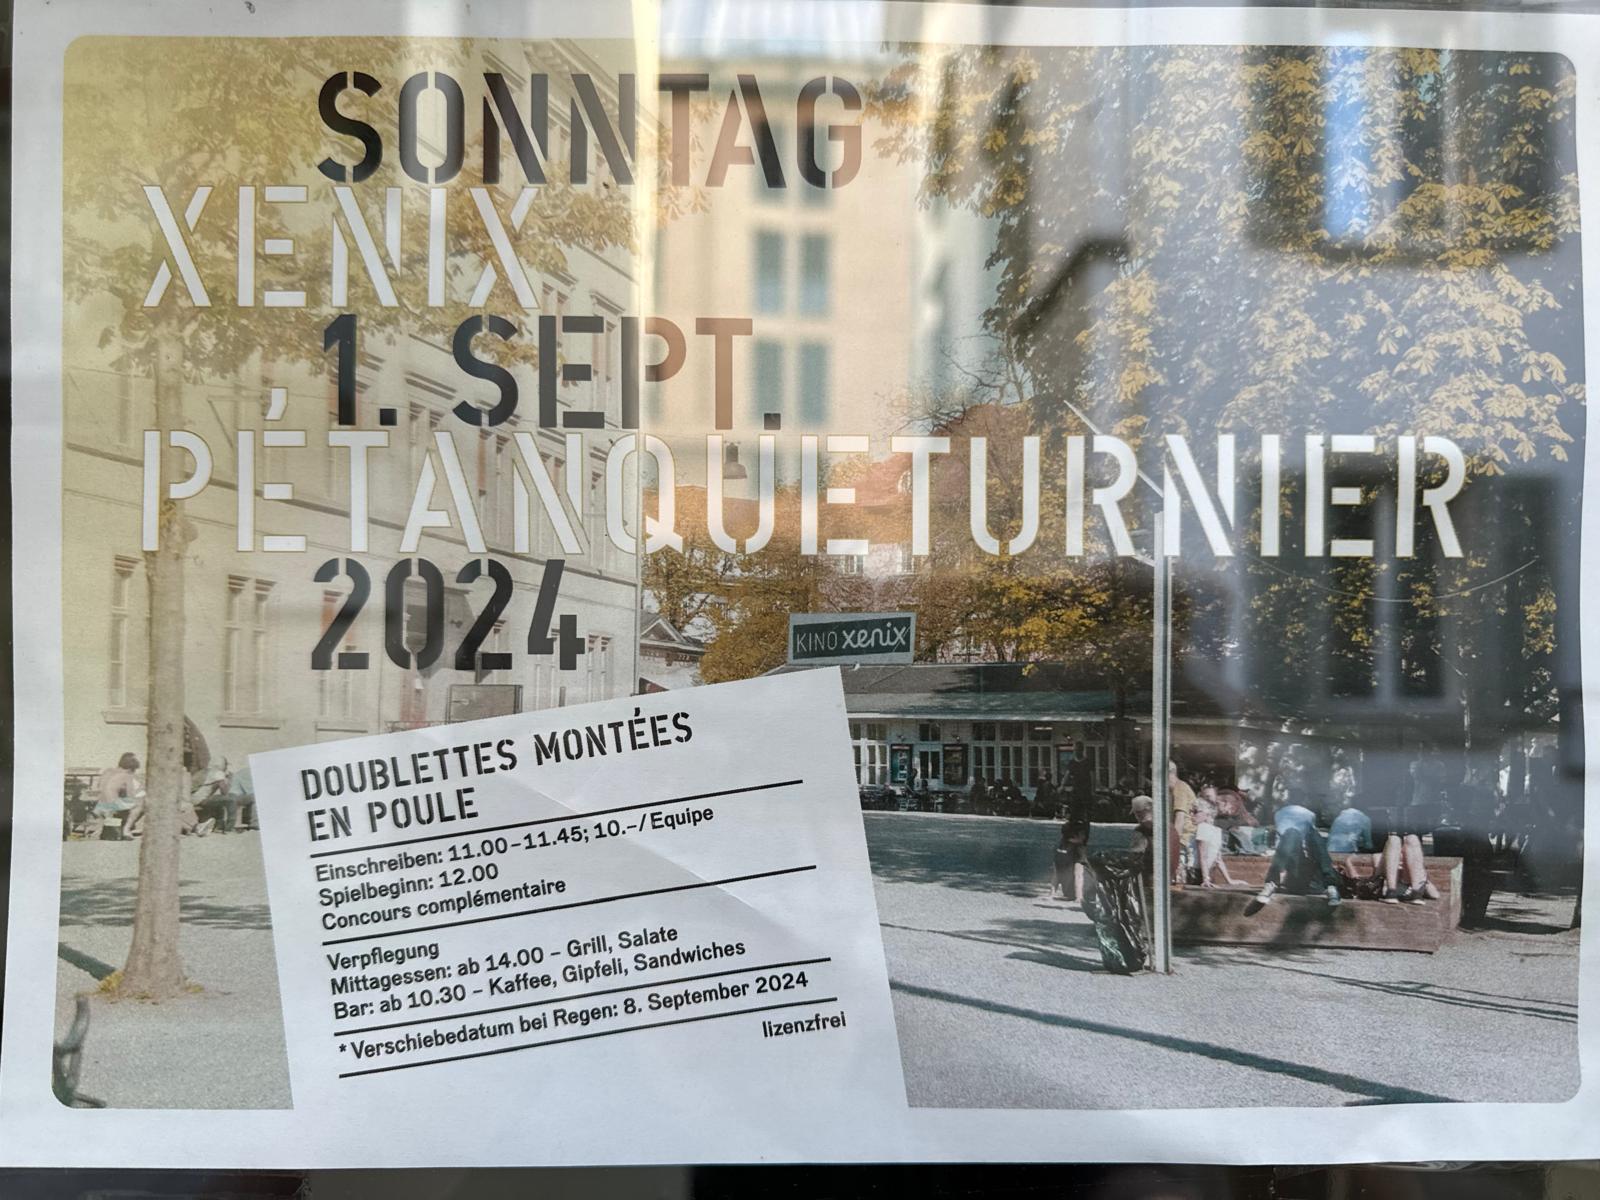 SONNTAG
XENIX
1. SEPT.
PÉTANQUETURNIER
2024
KINO xenix
DOUBLETTES MONTÉES
EN POULE
Einschreiben: 11.00–11.45; 10.–/Equipe
Spielbeginn: 12.00
Concours complémentaire
Verpflegung
Mittagessen: ab 14.00 – Grill, Salate
Bar: ab 10.30 – Kaffee, Gipfeli, Sandwiches
* Verschiebedatum bei Regen: 8. September 2024
lizenzfrei